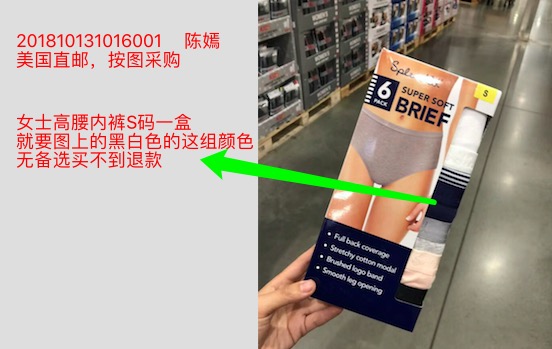 201810131016001 陈嫣
美国直邮，按图采购
女士高腰内裤S码一盒
就要图上的黑白色的这组颜色
无备选买不到退款
6
PACK
SUPER SOFT
BRIEF
S
• Full back coverage
• Stretchy cotton modal
• Brushed logo band
• Smooth leg opening